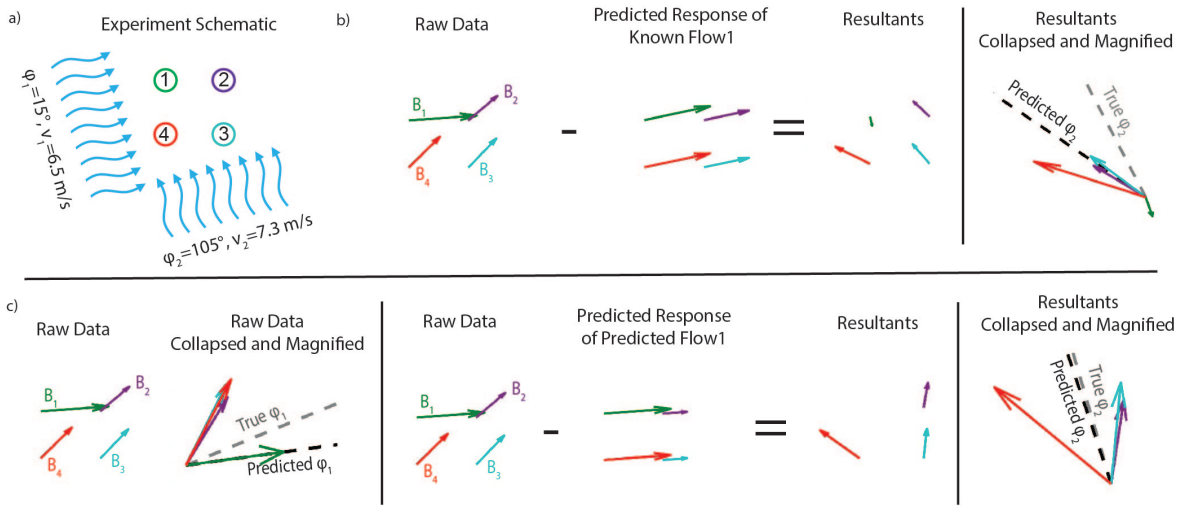 a)
Experiment Schematic
1
2
4
3
φ1=15°, v1=6.5 m/s
φ2=105°, v2=7.3 m/s
b)
Raw Data
B1
B2
B4
B3
-
Predicted Response of
Known Flow1
=
Resultants
Resultants
Collapsed and Magnified
Predicted φ2
True φ2
c)
Raw Data
B1
B2
B4
B3
Raw Data
Collapsed and Magnified
True φ1
Predicted φ1
Raw Data
B1
B2
B4
B3
-
Predicted Response
of Predicted Flow1
=
Resultants
Resultants
Collapsed and Magnified
True φ2
Predicted φ2